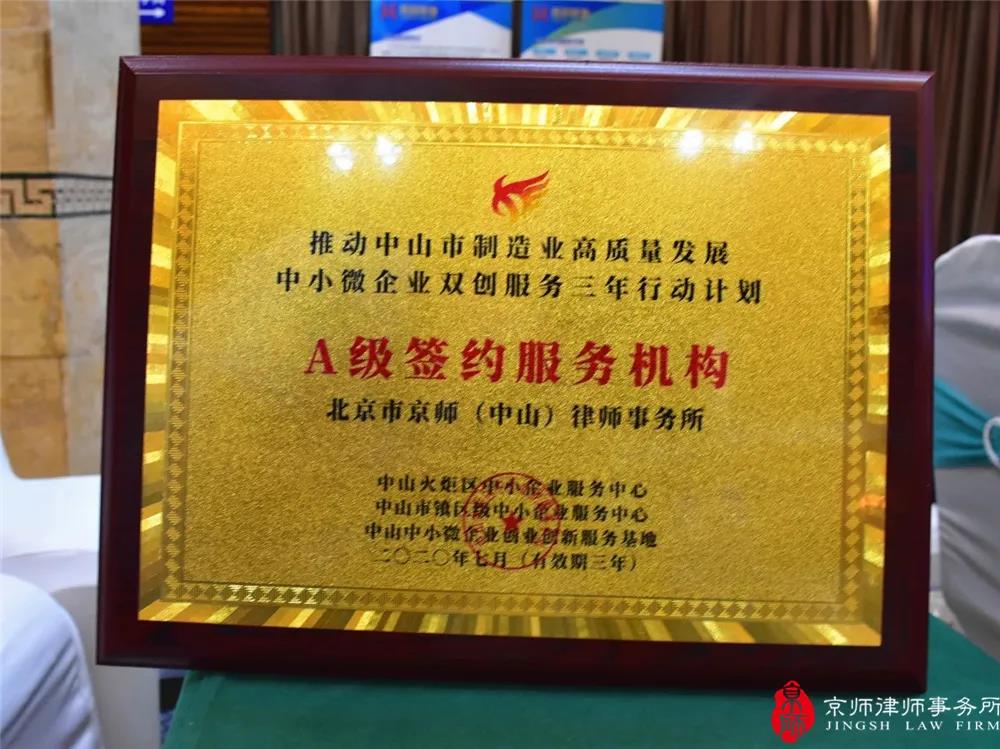 推动中山市制造业高质量发展
中小微企业双创服务三年行动计划
A级签约服务机构
北京市京师（中山）律师事务所
中山火炬区中小企业服务中心
中山市镇区级中小企业服务中心
中山中小微企业创业创新服务基地
二〇二〇年七月（有效期三年）
京师律师事务所
JINGSH LAW FIRM